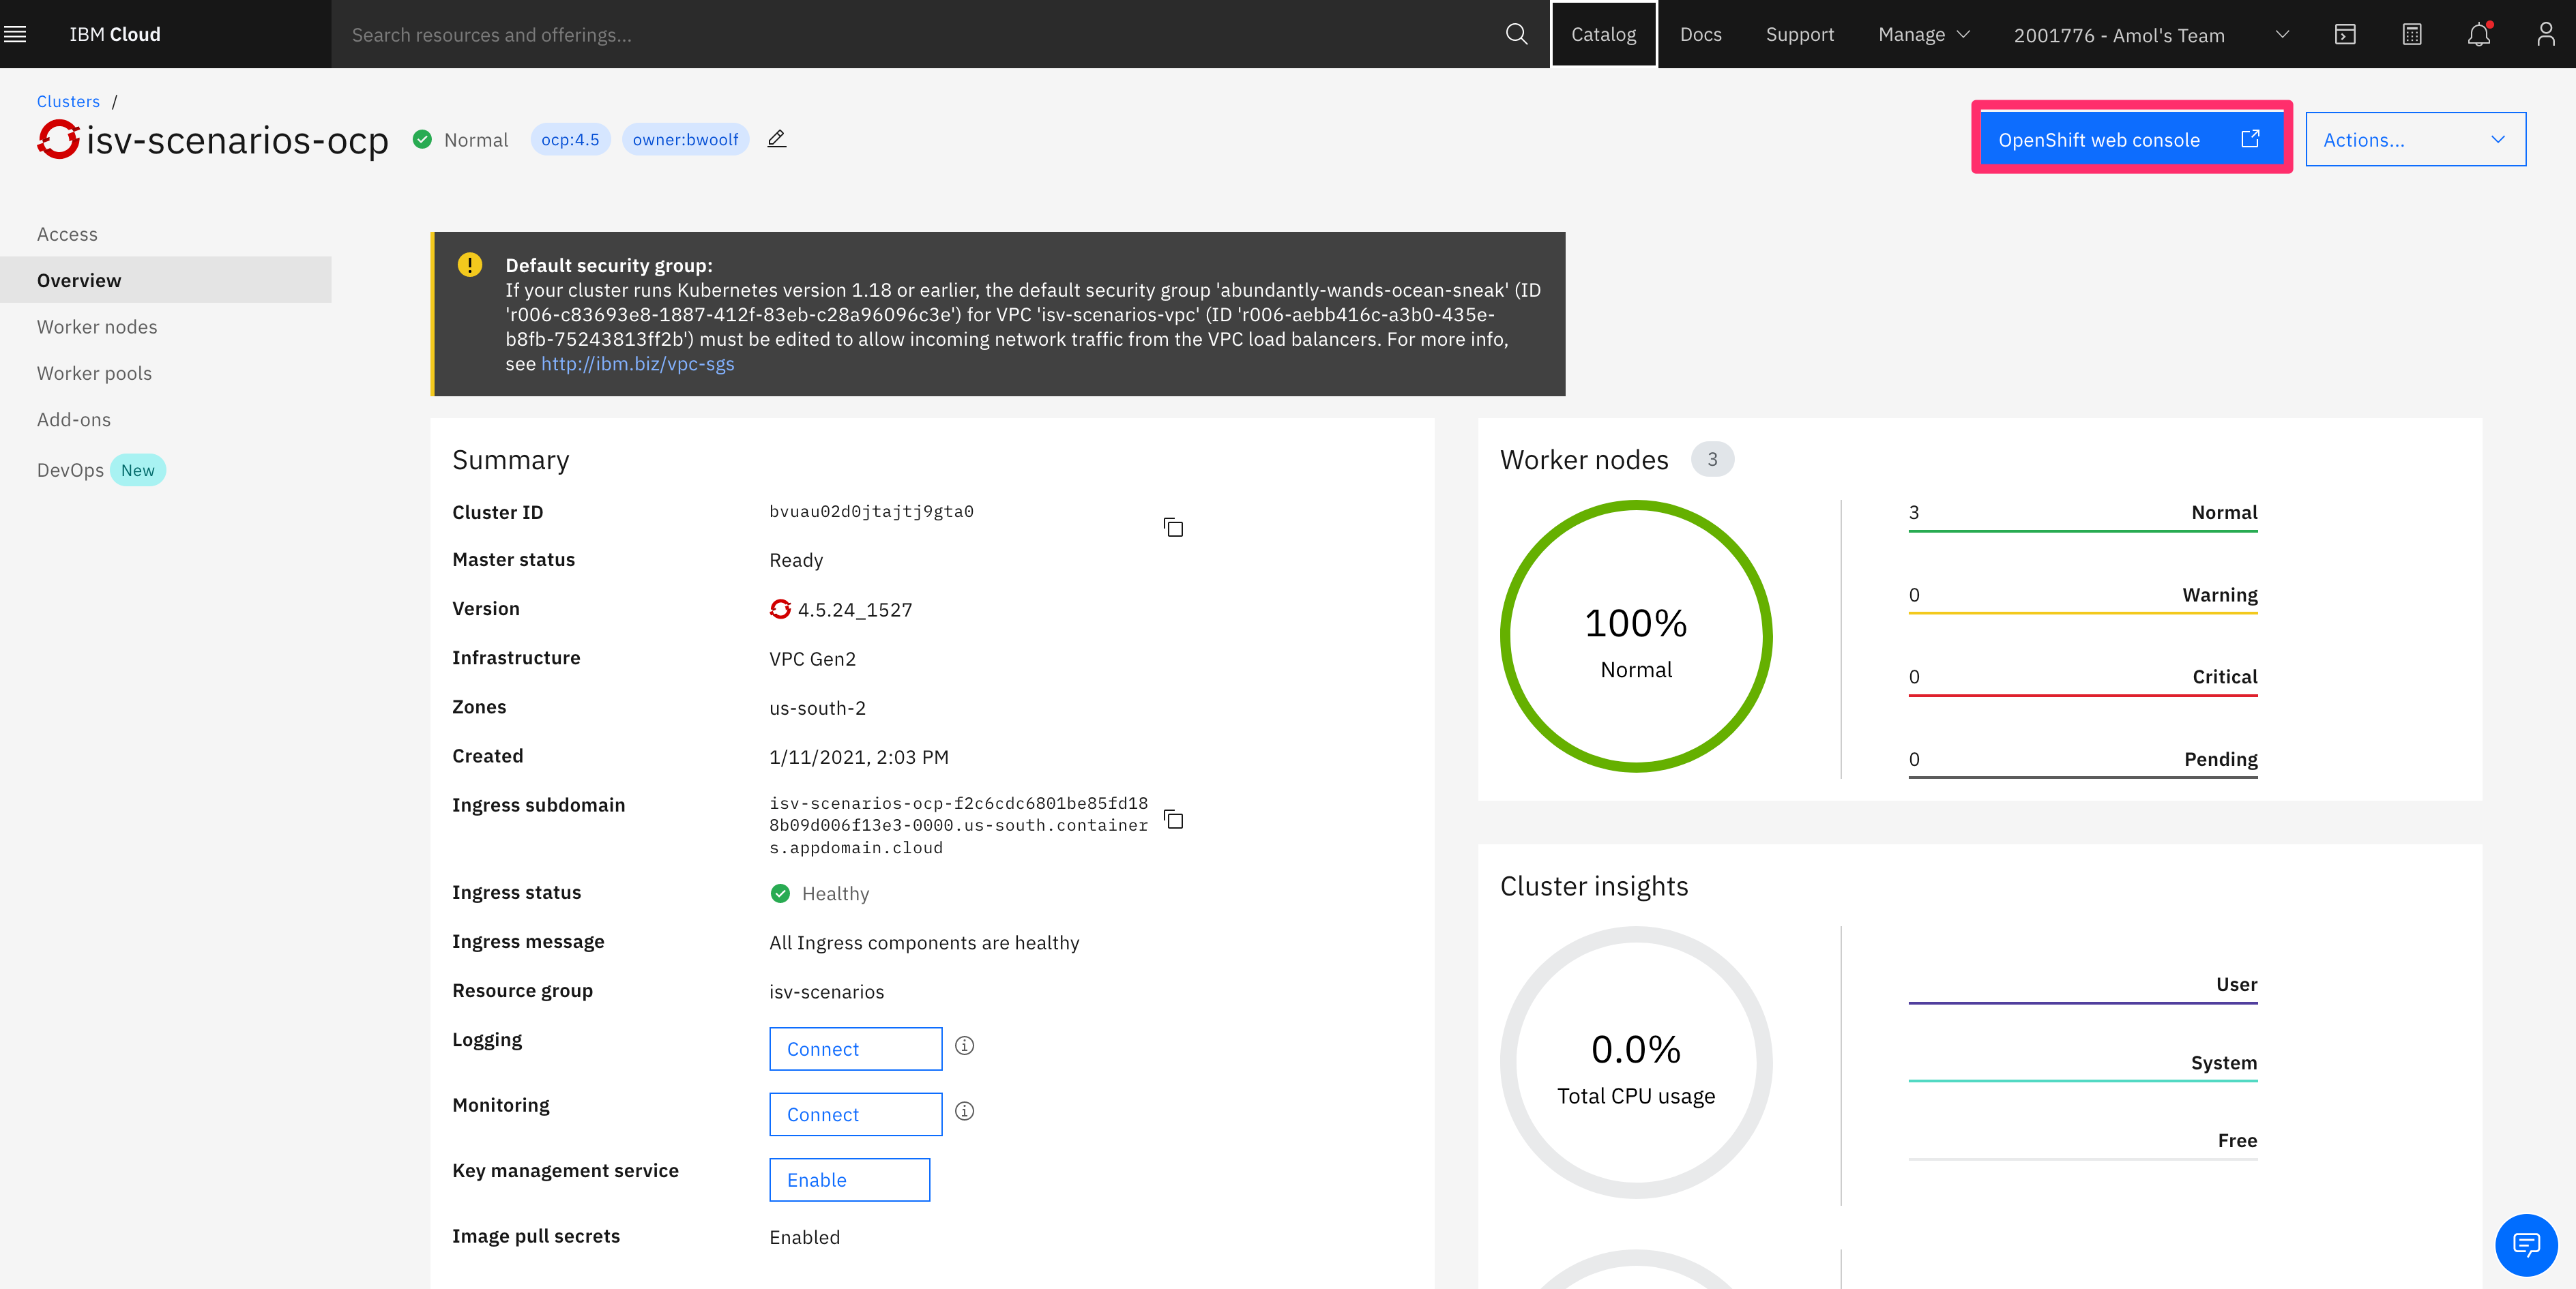 IBM Cloud
Search resources and offerings...
Catalog
Docs
Support
Manage
2001776 - Amol's Team
Clusters /
isv-scenarios-ocp
Normal
ocp:4.5
owner:bwoolf
OpenShift web console
Actions...
Access
Overview
Worker nodes
Worker pools
Add-ons
DevOps New
Default security group:
If your cluster runs Kubernetes version 1.18 or earlier, the default security group 'abundantly-wands-ocean-sneak' (ID
'r006-c83693e8-1887-412f-83eb-c28a96096c3e') for VPC 'isv-scenarios-vpc' (ID 'r006-aebb416c-a3b0-435e-
b8fb-75243813ff2b') must be edited to allow incoming network traffic from the VPC load balancers. For more info,
see http://ibm.biz/vpc-sgs
Summary
Cluster ID
bvuau02d0jtajtj9gta0
Master status
Ready
Version
4.5.24_1527
Infrastructure
VPC Gen2
Zones
us-south-2
Created
1/11/2021, 2:03 PM
Ingress subdomain
isv-scenarios-ocp-f2c6cdc6801be85fd18
8b09d006f13e3-0000.us-south.container
s.appdomain.cloud
Ingress status
Healthy
Ingress message
All Ingress components are healthy
Resource group
isv-scenarios
Logging
Connect
Monitoring
Connect
Key management service
Enable
Image pull secrets
Enabled
Worker nodes 3
100%
Normal
3 Normal
0 Warning
0 Critical
0 Pending
Cluster insights
0.0%
Total CPU usage
User
System
Free